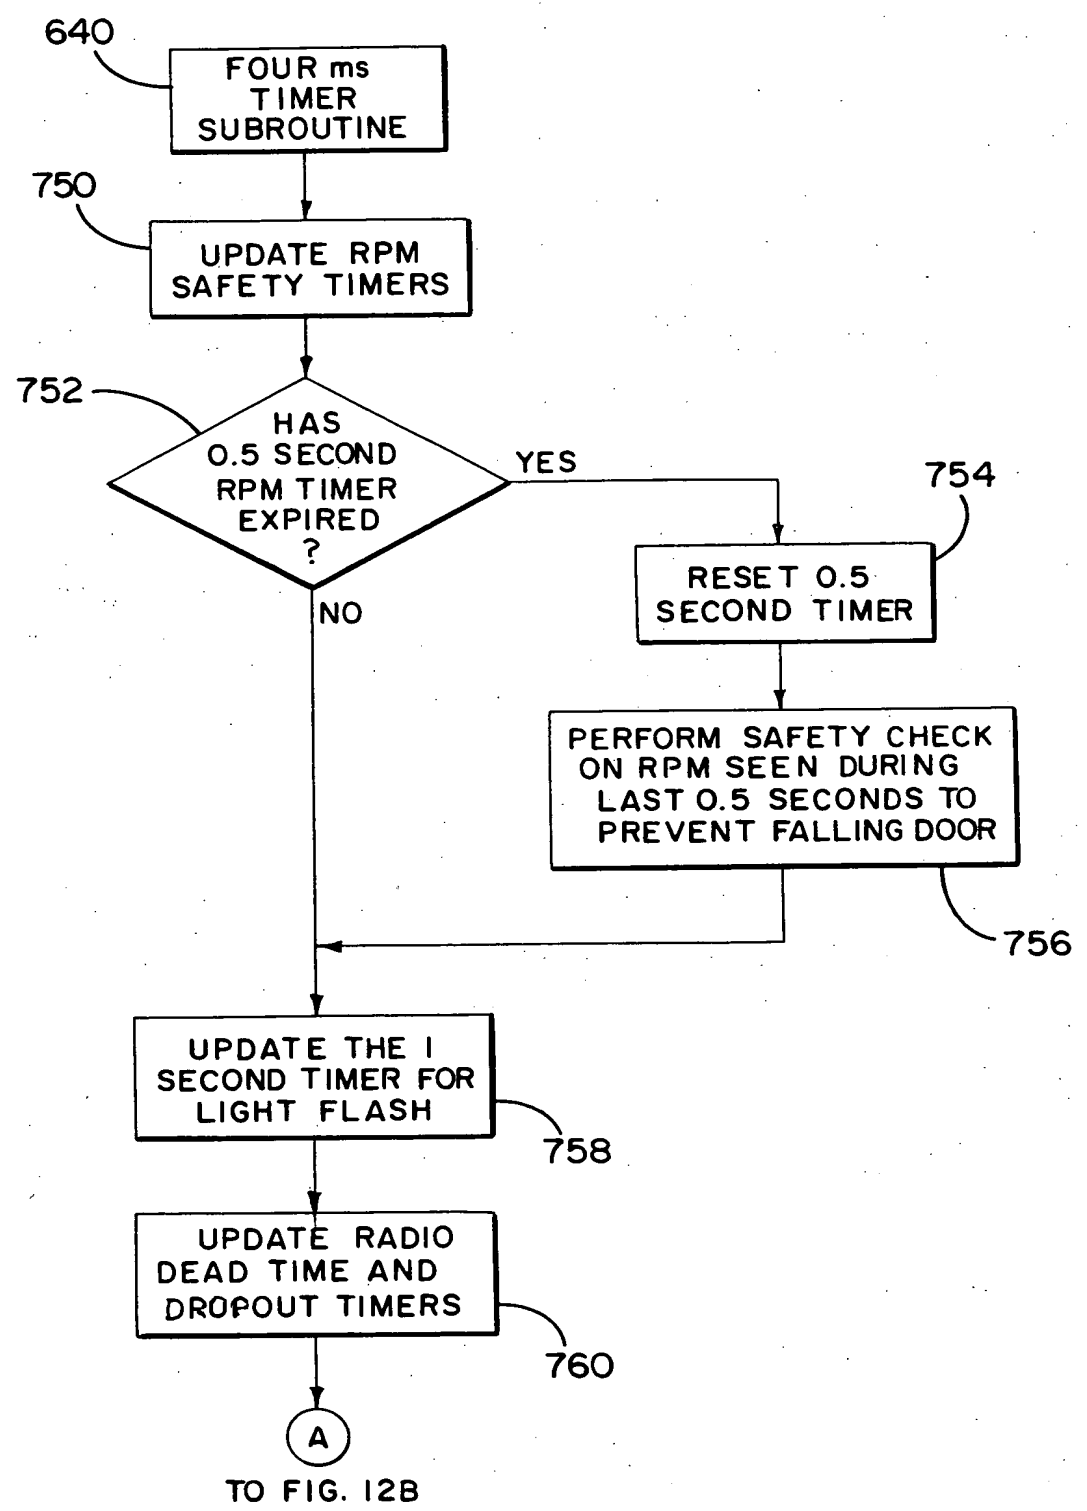 640
FOUR ms
TIMER
SUBROUTINE
750
UPDATE RPM
SAFETY TIMERS
752
HAS
0.5 SECOND
RPM TIMER
EXPIRED
?
YES
NO
754
RESET 0.5
SECOND TIMER
PERFORM SAFETY CHECK
ON RPM SEEN DURING
LAST 0.5 SECONDS TO
PREVENT FALLING DOOR
756
UPDATE THE 1
SECOND TIMER FOR
LIGHT FLASH
758
UPDATE RADIO
DEAD TIME AND
DROPOUT TIMERS
760
A
TO FIG. 12B